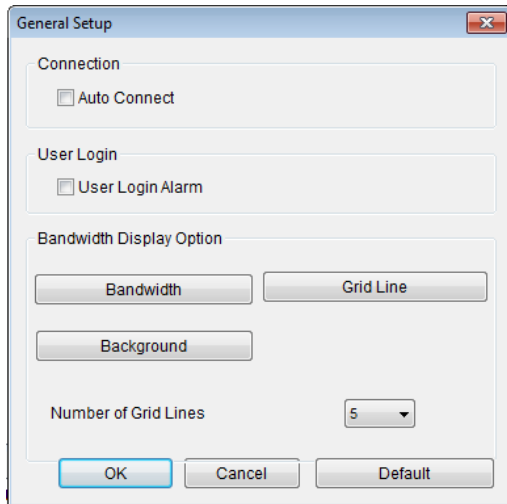 General Setup
Connection
Auto Connect
User Login
User Login Alarm
Bandwidth Display Option
Bandwidth
Grid Line
Background
Number of Grid Lines
5
OK
Cancel
Default